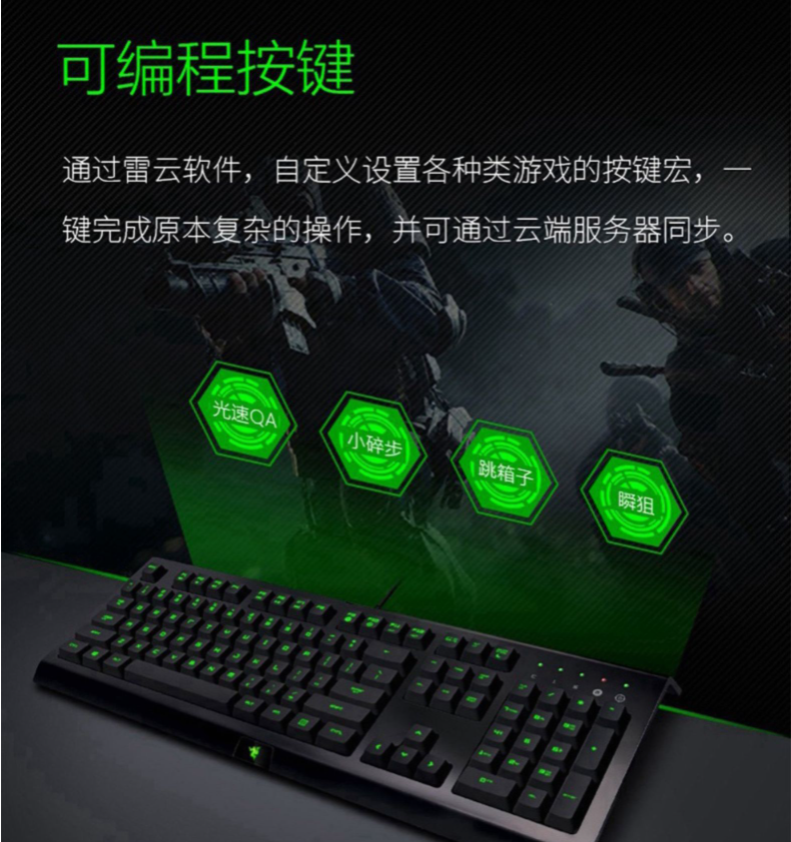 可编程按键
通过雷云软件，自定义设置各种类游戏的按键宏，一
键完成原本复杂的操作，并可通过云端服务器同步。
光速QA
小碎步
跳箱子
瞬狙